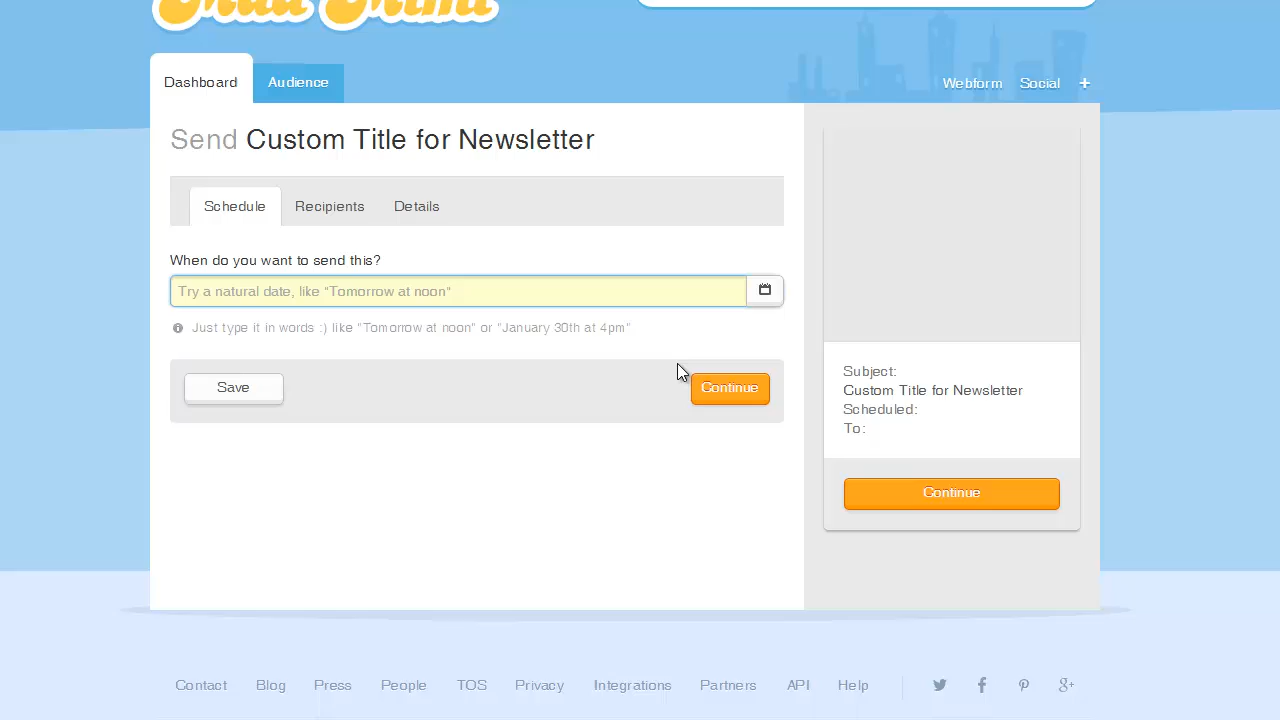 Mad Mimi
Dashboard
Audience
Webform
Social
+
Send Custom Title for Newsletter
Schedule
Recipients
Details
When do you want to send this?
Try a natural date, like "Tomorrow at noon"
Just type it in words :) like "Tomorrow at noon" or "January 30th at 4pm"
Save
Continue
Subject:
Custom Title for Newsletter
Scheduled:
To:
Continue
Contact Blog Press People TOS Privacy Integrations Partners API Help